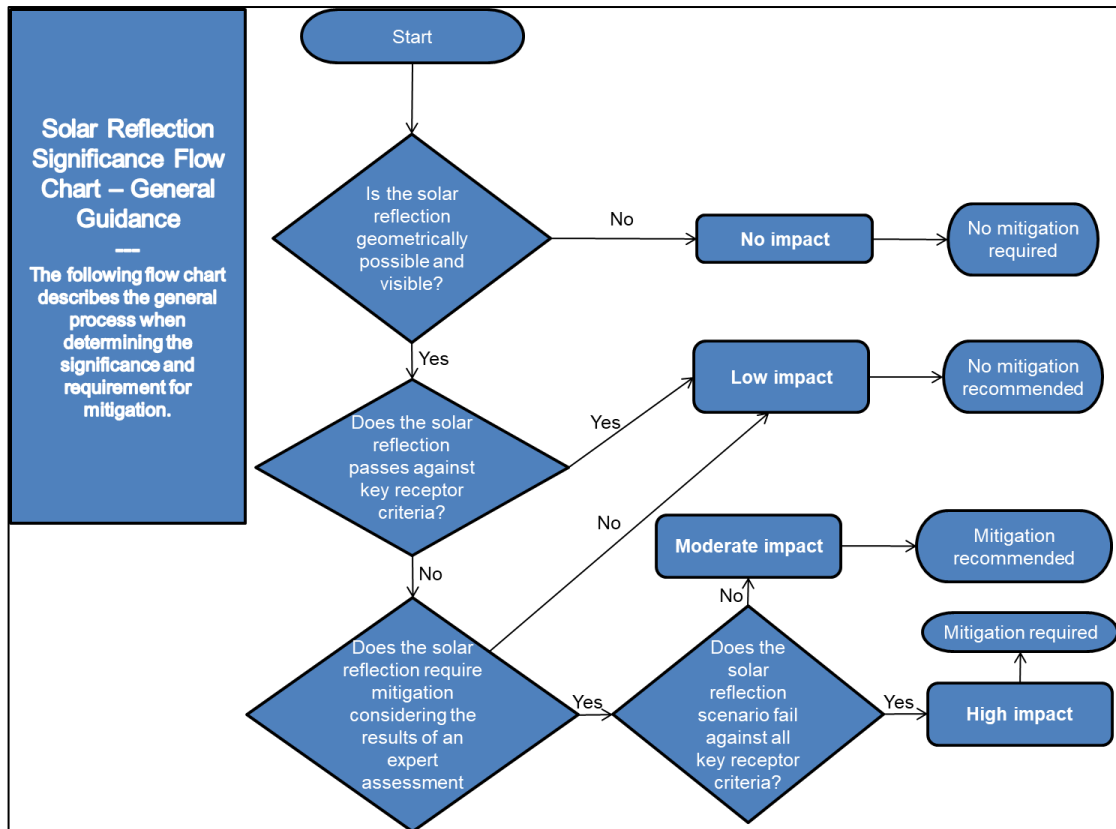 Solar Reflection
Significance Flow
Chart – General
Guidance
---
The following flow chart
describes the general
process when
determining the
significance and
requirement for
mitigation.
Start
Is the solar
reflection
geometrically
possible and
visible?
No
No impact
No mitigation
required
Yes
Does the solar
reflection
passes against
key receptor
criteria?
Yes
Low impact
No mitigation
recommended
No
No
Does the solar
reflection require
mitigation
considering the
results of an
expert
assessment
Yes
Does the
solar
reflection
scenario fail
against all
key receptor
criteria?
No
Moderate impact
Mitigation
recommended
Yes
High impact
Mitigation required